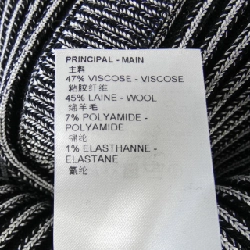 PRINCIPAL - MAIN
主料
47% VISCOSE - VISCOSE
粘胶纤维
45% LAINE - WOOL
绵羊毛
7% POLYAMIDE -
POLYAMIDE
锦纶
1% ELASTHANNE -
ELASTANE
氨纶